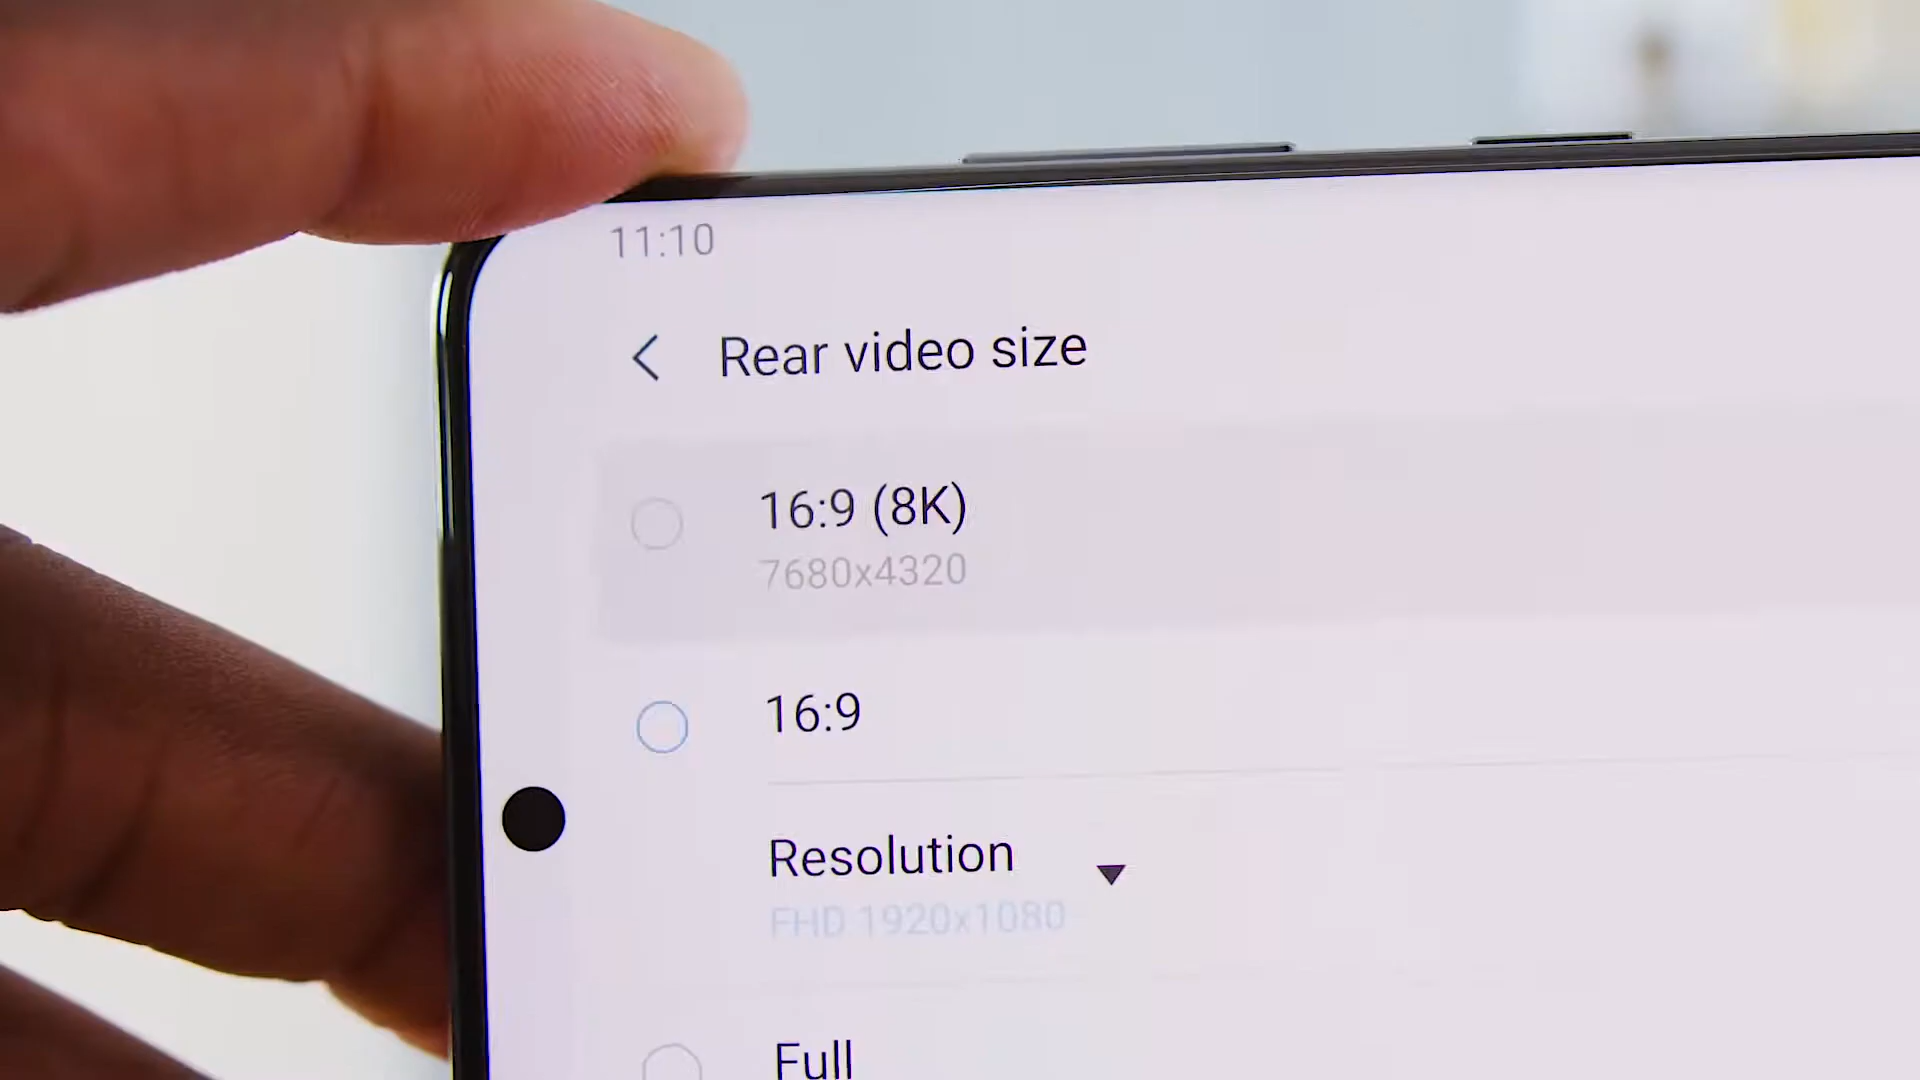 11:10
Rear video size
16:9 (8K)
7680x4320
16:9
Resolution
FHD 1920x1080
Full